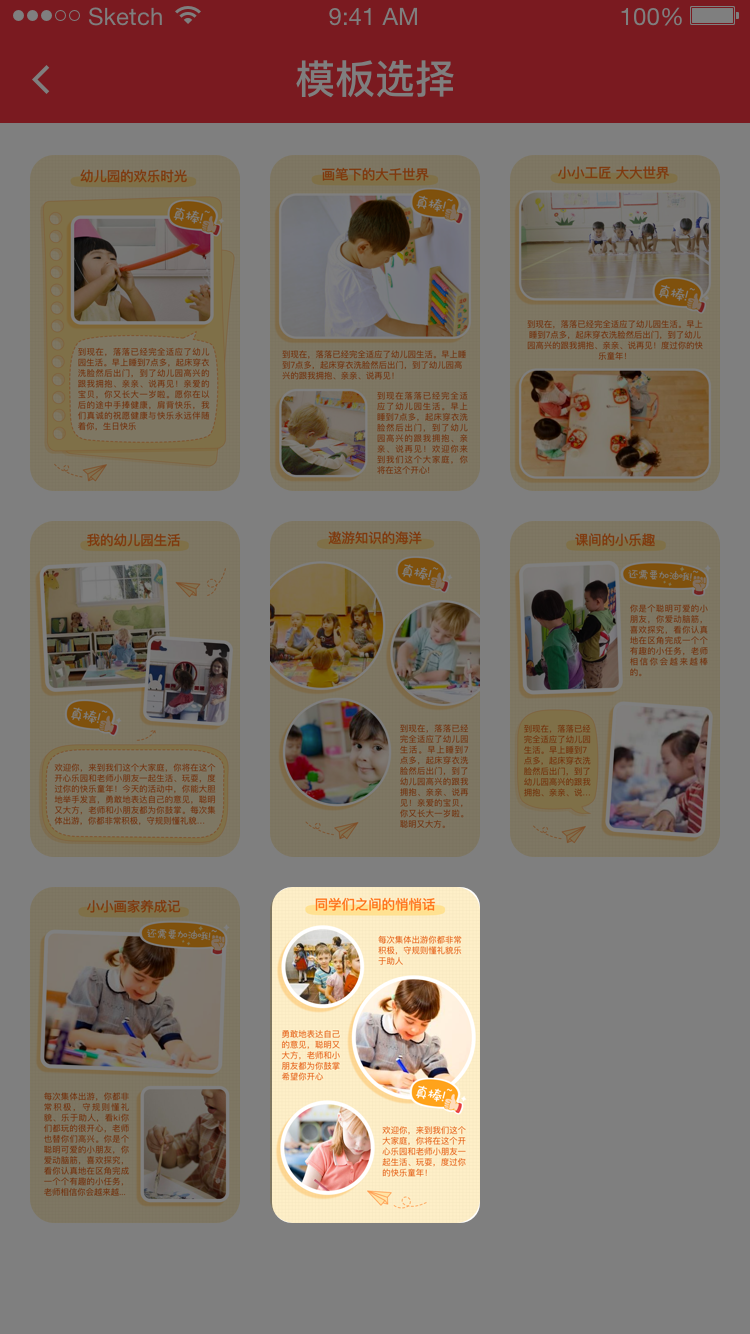 Sketch 9:41 AM 100%
模板选择
幼儿园的欢乐时光
真棒!
到现在，落落已经完全适应了幼儿
园生活。早上睡到7点多，起床穿衣
洗脸然后出门，到了幼儿园高兴的
跟我拥抱、亲亲、说再见！亲爱的
宝贝，你又长大一岁啦。愿你在以
后的途中手捧健康，肩背快乐，我
们真诚的祝愿健康与快乐永远伴随
着你，生日快乐
画笔下的大千世界
真棒!
到现在，落落已经完全适应了幼儿园生活。早上睡
到7点多，起床穿衣洗脸然后出门，到了幼儿园高
兴的跟我拥抱、亲亲、说再见！
到现在落落已经完全适
应了幼儿园生活。早上
睡到7点多，起床穿衣
洗脸然后出门，到了幼儿
园高兴的跟我拥抱、亲
亲、说再见！欢迎你来
到我们这个大家庭，你
将在这个开心!
小小工匠 大大世界
真棒!
到现在，落落已经完全适应了幼儿园生活。早上
睡到7点多，起床穿衣洗脸然后出门，到了幼儿
园高兴的跟我拥抱、亲亲、说再见！度过你的快
乐童年！
我的幼儿园生活
真棒!
欢迎你，来到我们这个大家庭，你将在这个
开心乐园和老师小朋友一起生活、玩耍，度
过你的快乐童年！今天的活动中，你能大胆
地举手发言，勇敢地表达自己的意见，聪明
又大方，老师和小朋友都为你鼓掌。每次集
体出游，你都非常积极，守规则懂礼貌...
遨游知识的海洋
真棒!
到现在，落落已经
完全适应了幼儿园
生活。早上睡到7
点多，起床穿衣洗
脸然后出门，到了
幼儿园高兴的跟我
拥抱、亲亲、说再
见！亲爱的宝贝，
你又长大一岁啦。
聪明又大方。
课间的小乐趣
还需要加油哦!
你是个聪明可爱的小
朋友，你爱动脑筋，
喜欢探究，看你认真
地在区角完成一个个
有趣的小任务，老师
相信你会越来越棒
的。
到现在，落落已经
完全适应了幼儿园
生活。早上睡到7
点多，起床穿衣洗
脸然后出门，到了
幼儿园高兴的跟我
拥抱、亲亲、说...
小小画家养成记
还需要加油哦!
每次集体出游，你都非
常积极，守规则懂礼
貌、乐于助人，看ki你
们都玩的很开心，老师
也替你们高兴。你是个
聪明可爱的小朋友，你
爱动脑筋，喜欢探究，
看你认真地在区角完成
一个个有趣的小任务，
老师相信你会越来越...
同学们之间的悄悄话
每次集体出游你都非常
积极，守规则懂礼貌乐
于助人
勇敢地表达自己
的意见，聪明又
大方，老师和小
朋友都为你鼓掌
希望你开心
真棒!
欢迎你，来到我们这个
大家庭，你将在这个开
心乐园和老师小朋友一
起生活、玩耍，度过你
的快乐童年！